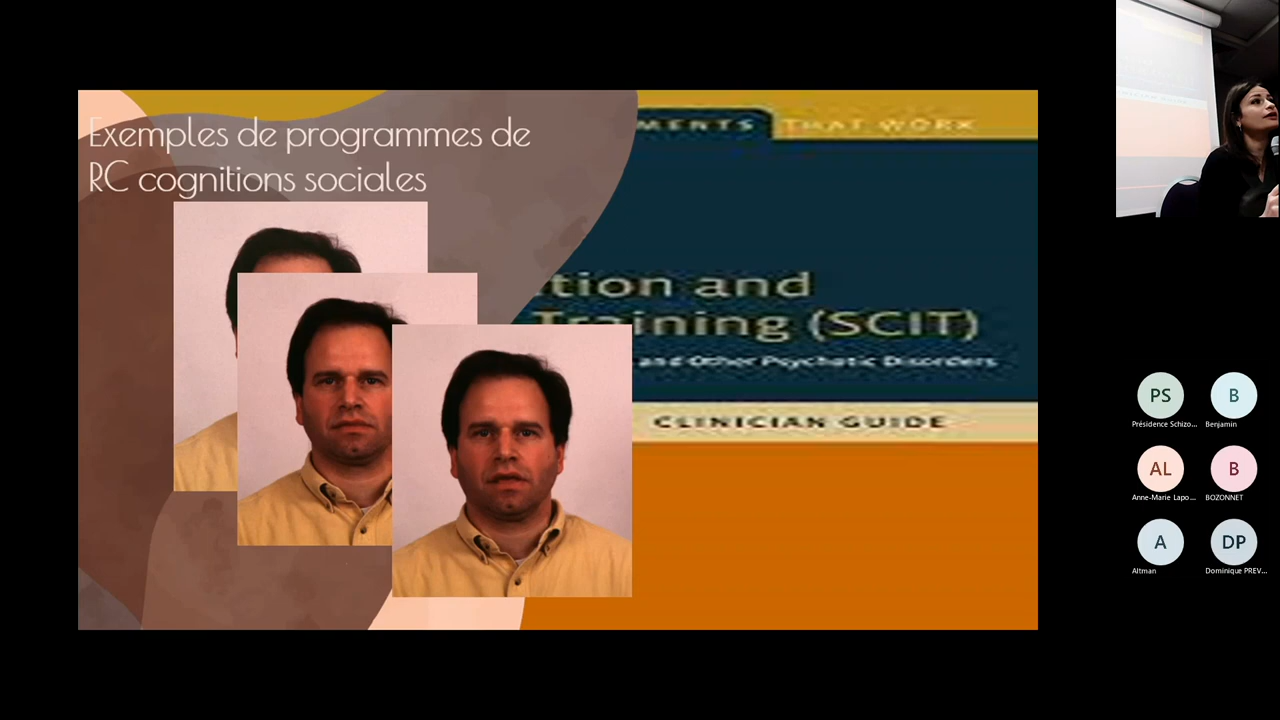 Exemples de programmes de
RC cognitions sociales
MENTS THAT WORK
tion and
Training (SCIT)
and Other Psychotic Disorders
CLINICIAN GUIDE
PS
Présidence Schizo...
B
Benjamin
AL
Anne-Marie Lapo...
B
BOZONNET
A
Altman
DP
Dominique PREV...